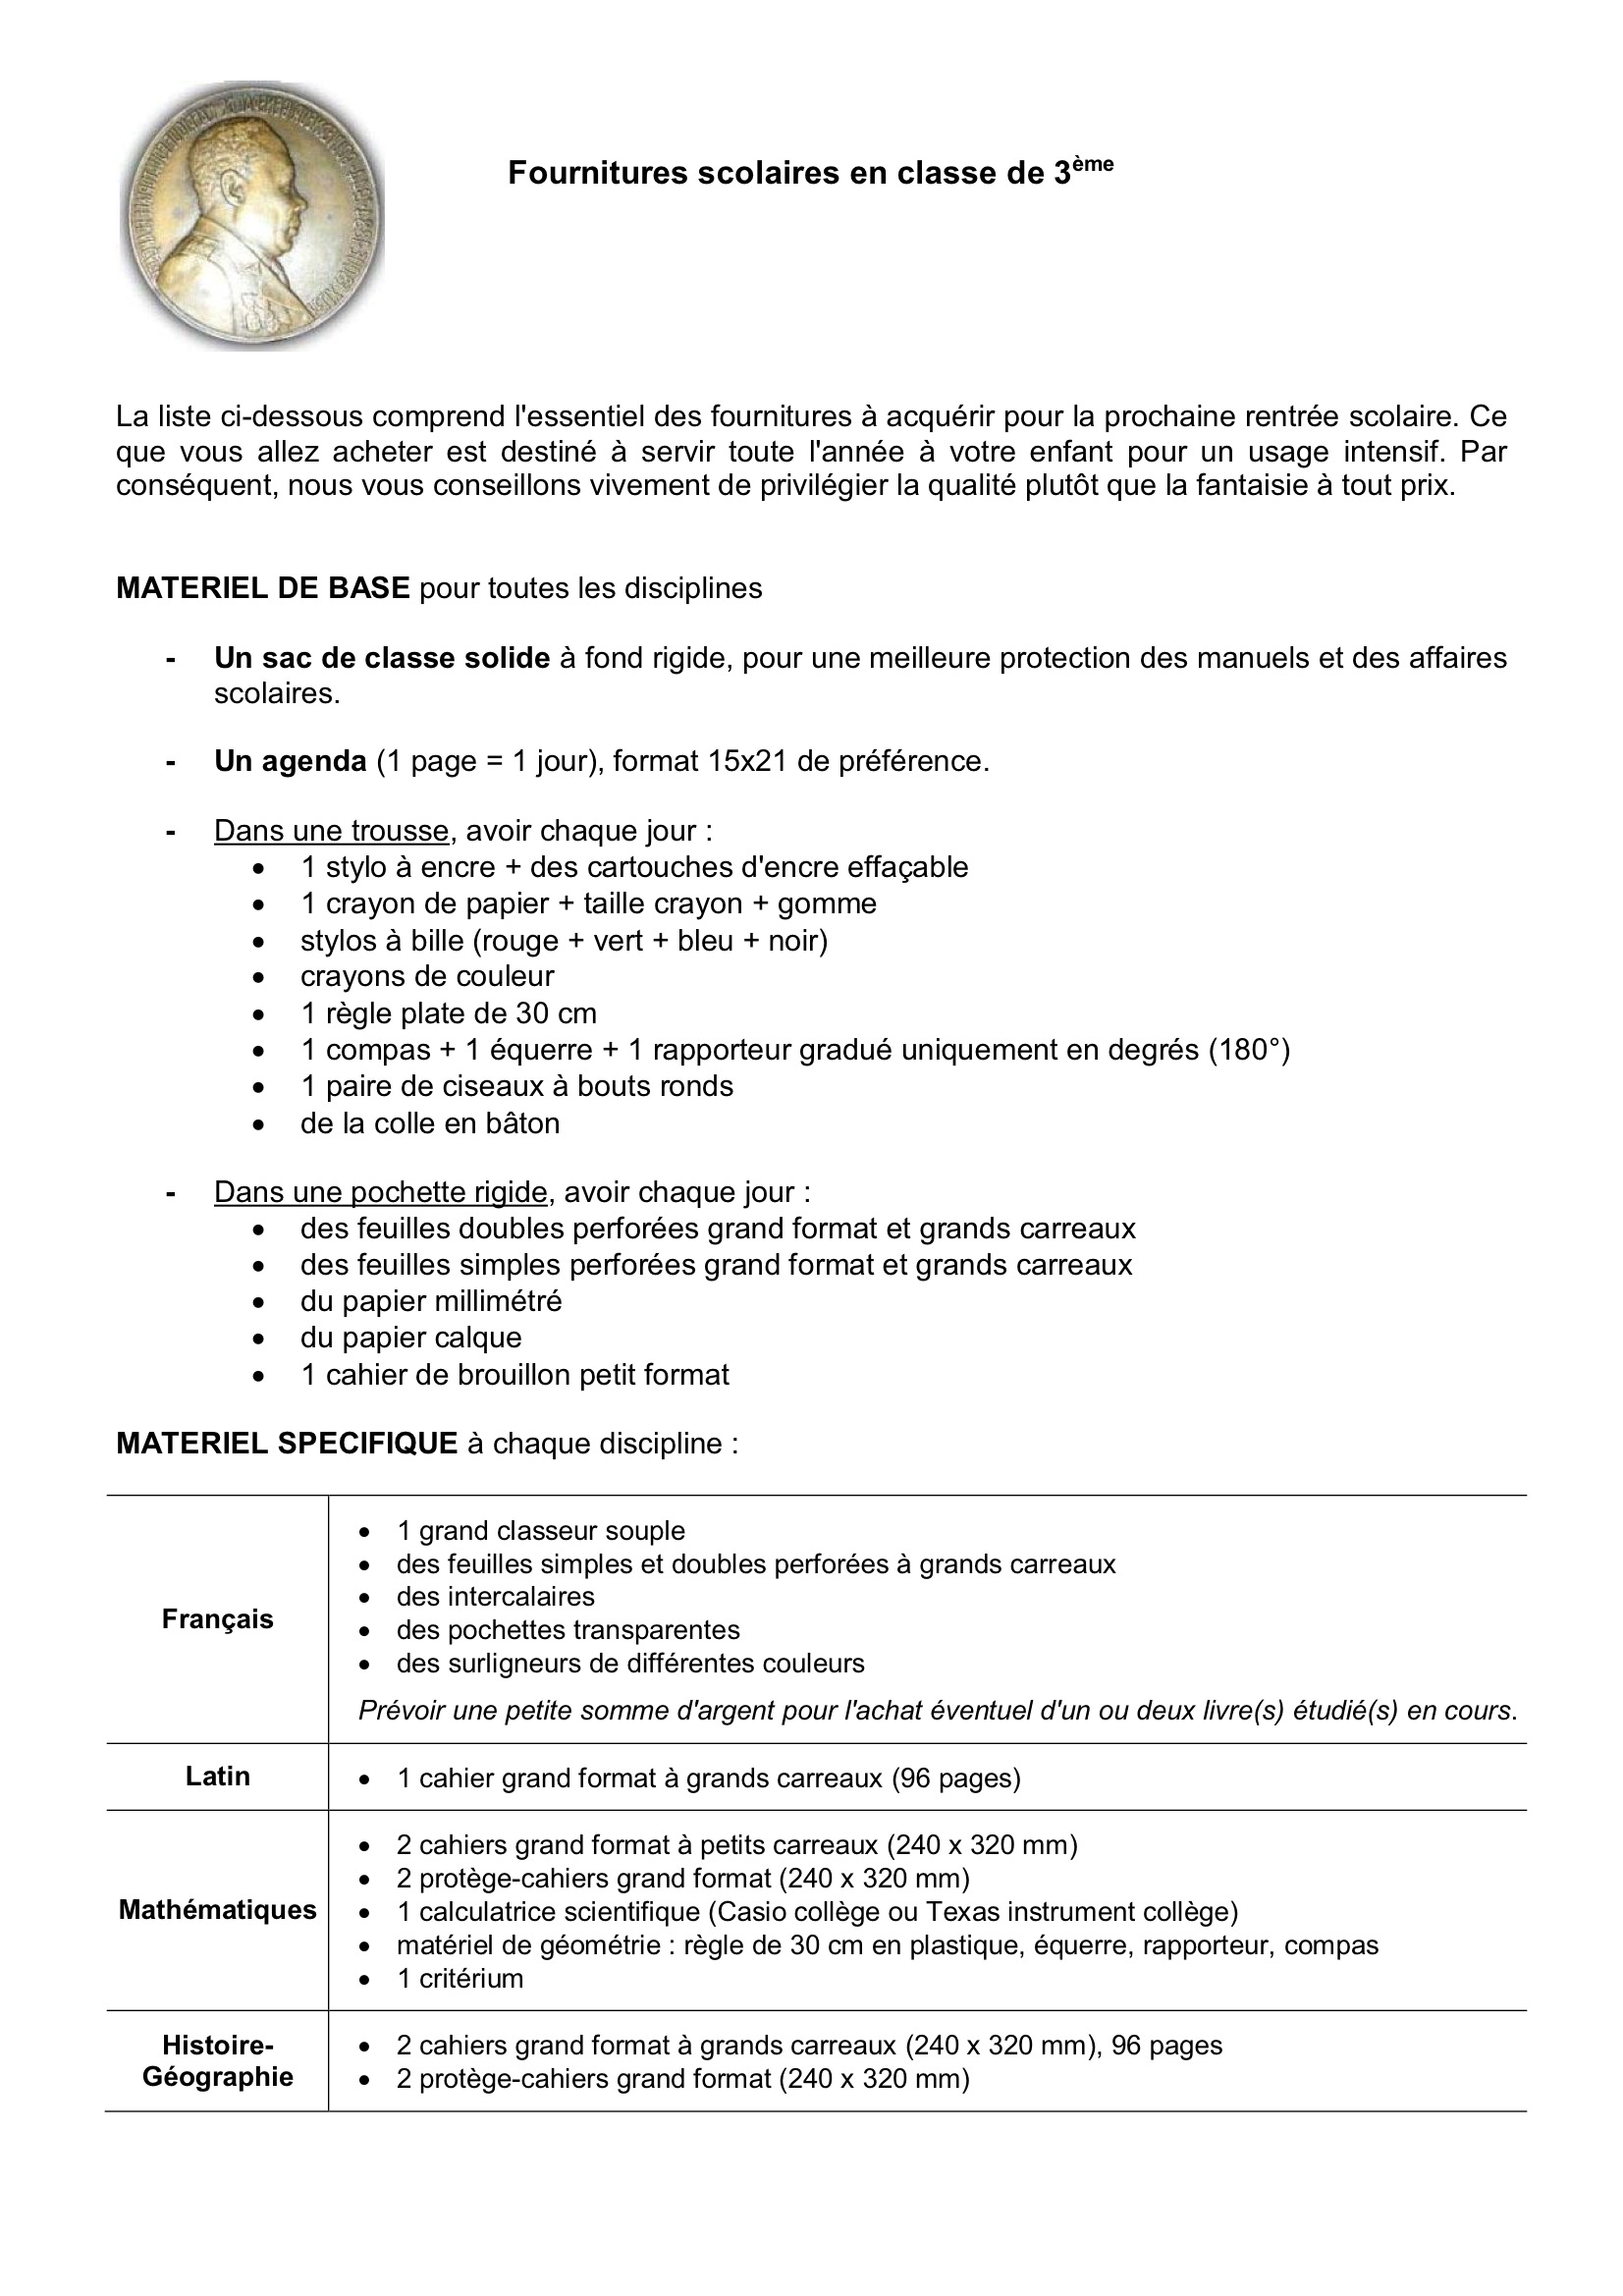 Fournitures scolaires en classe de 3ème
La liste ci-dessous comprend l'essentiel des fournitures à acquérir pour la prochaine rentrée scolaire. Ce
que vous allez acheter est destiné à servir toute l'année à votre enfant pour un usage intensif. Par
conséquent, nous vous conseillons vivement de privilégier la qualité plutôt que la fantaisie à tout prix.
MATERIEL DE BASE pour toutes les disciplines
- Un sac de classe solide à fond rigide, pour une meilleure protection des manuels et des affaires
scolaires.
- Un agenda (1 page = 1 jour), format 15x21 de préférence.
- Dans une trousse, avoir chaque jour :
• 1 stylo à encre + des cartouches d'encre effaçable
• 1 crayon de papier + taille crayon + gomme
• stylos à bille (rouge + vert + bleu + noir)
• crayons de couleur
• 1 règle plate de 30 cm
• 1 compas + 1 équerre + 1 rapporteur gradué uniquement en degrés (180°)
• 1 paire de ciseaux à bouts ronds
• de la colle en bâton
- Dans une pochette rigide, avoir chaque jour :
• des feuilles doubles perforées grand format et grands carreaux
• des feuilles simples perforées grand format et grands carreaux
• du papier millimétré
• du papier calque
• 1 cahier de brouillon petit format
MATERIEL SPECIFIQUE à chaque discipline :
Français
• 1 grand classeur souple
• des feuilles simples et doubles perforées à grands carreaux
• des intercalaires
• des pochettes transparentes
• des surligneurs de différentes couleurs
Prévoir une petite somme d'argent pour l'achat éventuel d'un ou deux livre(s) étudié(s) en cours.
Latin
• 1 cahier grand format à grands carreaux (96 pages)
Mathématiques
• 2 cahiers grand format à petits carreaux (240 x 320 mm)
• 2 protège-cahiers grand format (240 x 320 mm)
• 1 calculatrice scientifique (Casio collège ou Texas instrument collège)
• matériel de géométrie : règle de 30 cm en plastique, équerre, rapporteur, compas
• 1 critérium
Histoire-
Géographie
• 2 cahiers grand format à grands carreaux (240 x 320 mm), 96 pages
• 2 protège-cahiers grand format (240 x 320 mm)